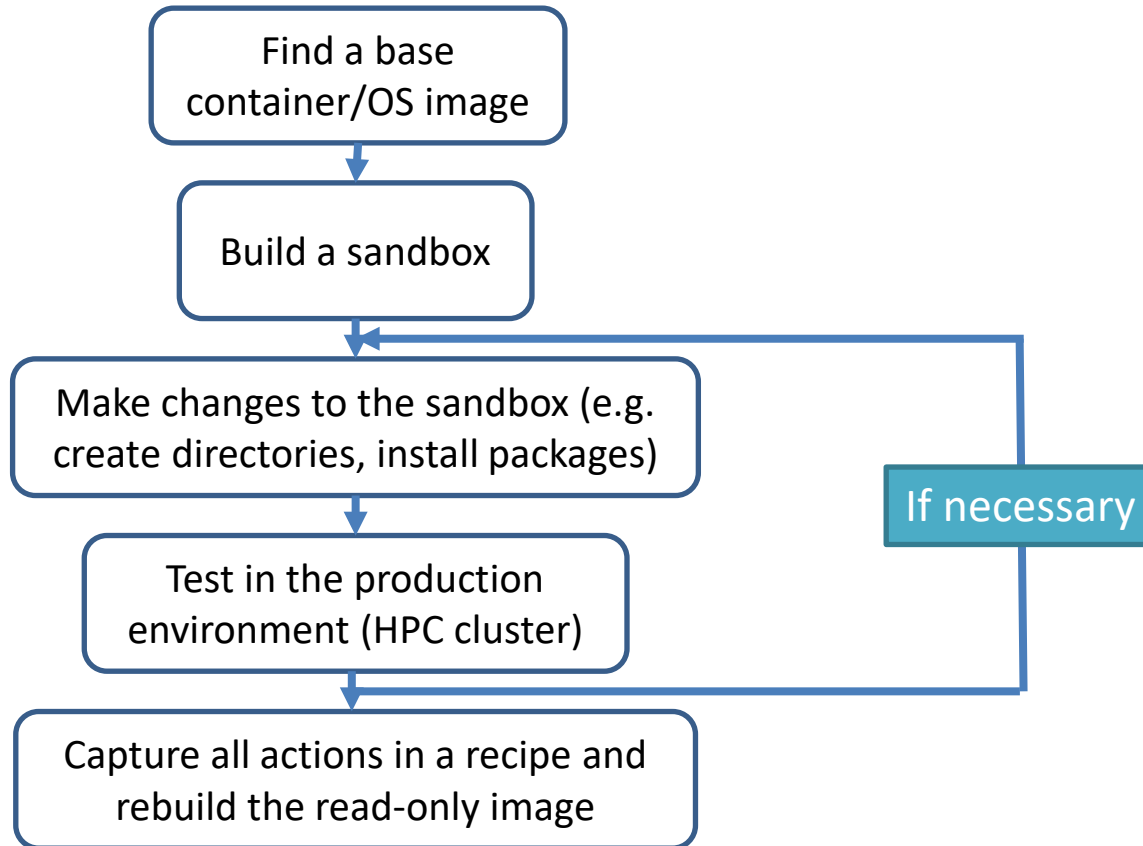 Find a base
container/OS image
Build a sandbox
Make changes to the sandbox (e.g.
create directories, install packages)
If necessary
Test in the production
environment (HPC cluster)
Capture all actions in a recipe and
rebuild the read-only image